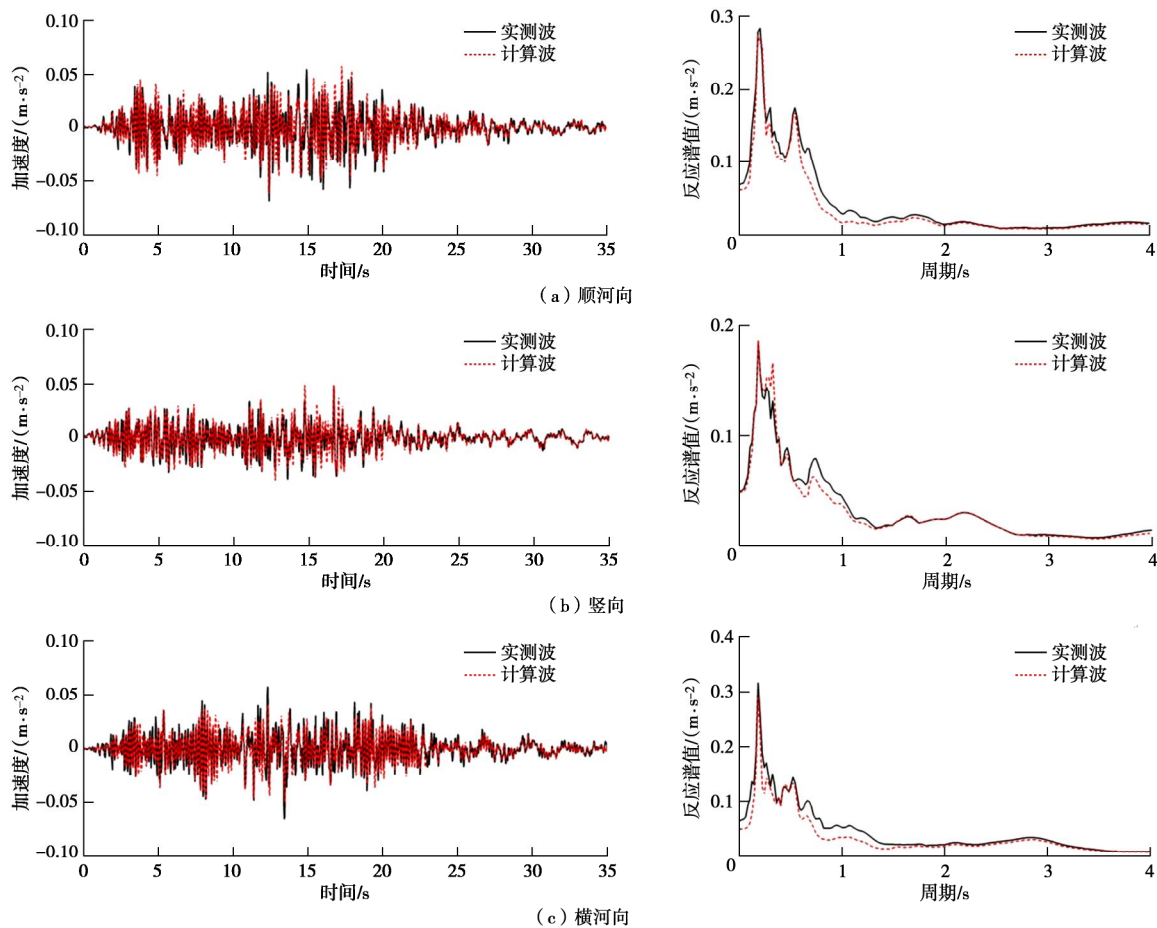 0.10
0.05
0
−0.05
−0.10
加速度/(m·s⁻²)
实测波
计算波
0 5 10 15 20 25 30 35
时间/s
0.3
0.2
0.1
0
反应谱值/(m·s⁻²)
实测波
计算波
1 2 3 4
周期/s
(a)顺河向
0.10
0.05
0
−0.05
−0.10
加速度/(m·s⁻²)
实测波
计算波
0 5 10 15 20 25 30 35
时间/s
0.2
0.1
0
反应谱值/(m·s⁻²)
实测波
计算波
1 2 3 4
周期/s
(b)竖向
0.10
0.05
0
−0.05
−0.10
加速度/(m·s⁻²)
实测波
计算波
0 5 10 15 20 25 30 35
时间/s
0.4
0.3
0.2
0.1
0
反应谱值/(m·s⁻²)
实测波
计算波
1 2 3 4
周期/s
(c)横河向